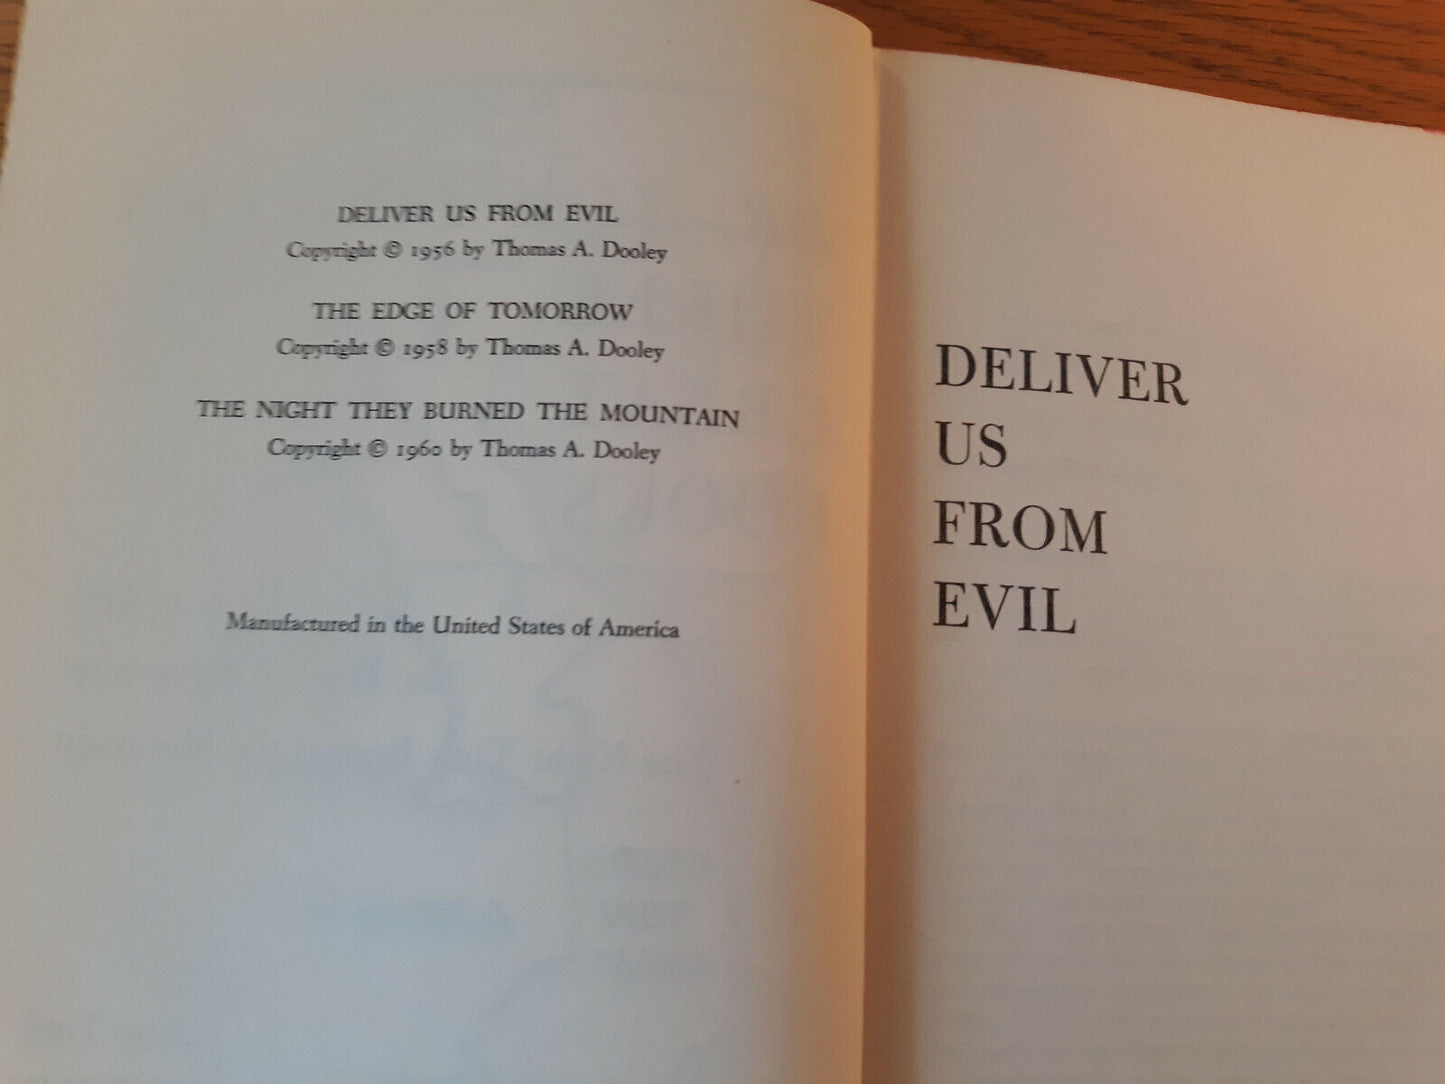 DELIVER US FROM EVIL
Copyright © 1956 by Thomas A. Dooley
THE EDGE OF TOMORROW
Copyright © 1958 by Thomas A. Dooley
THE NIGHT THEY BURNED THE MOUNTAIN
Copyright © 1960 by Thomas A. Dooley
Manufactured in the United States of America
DELIVER
US
FROM
EVIL